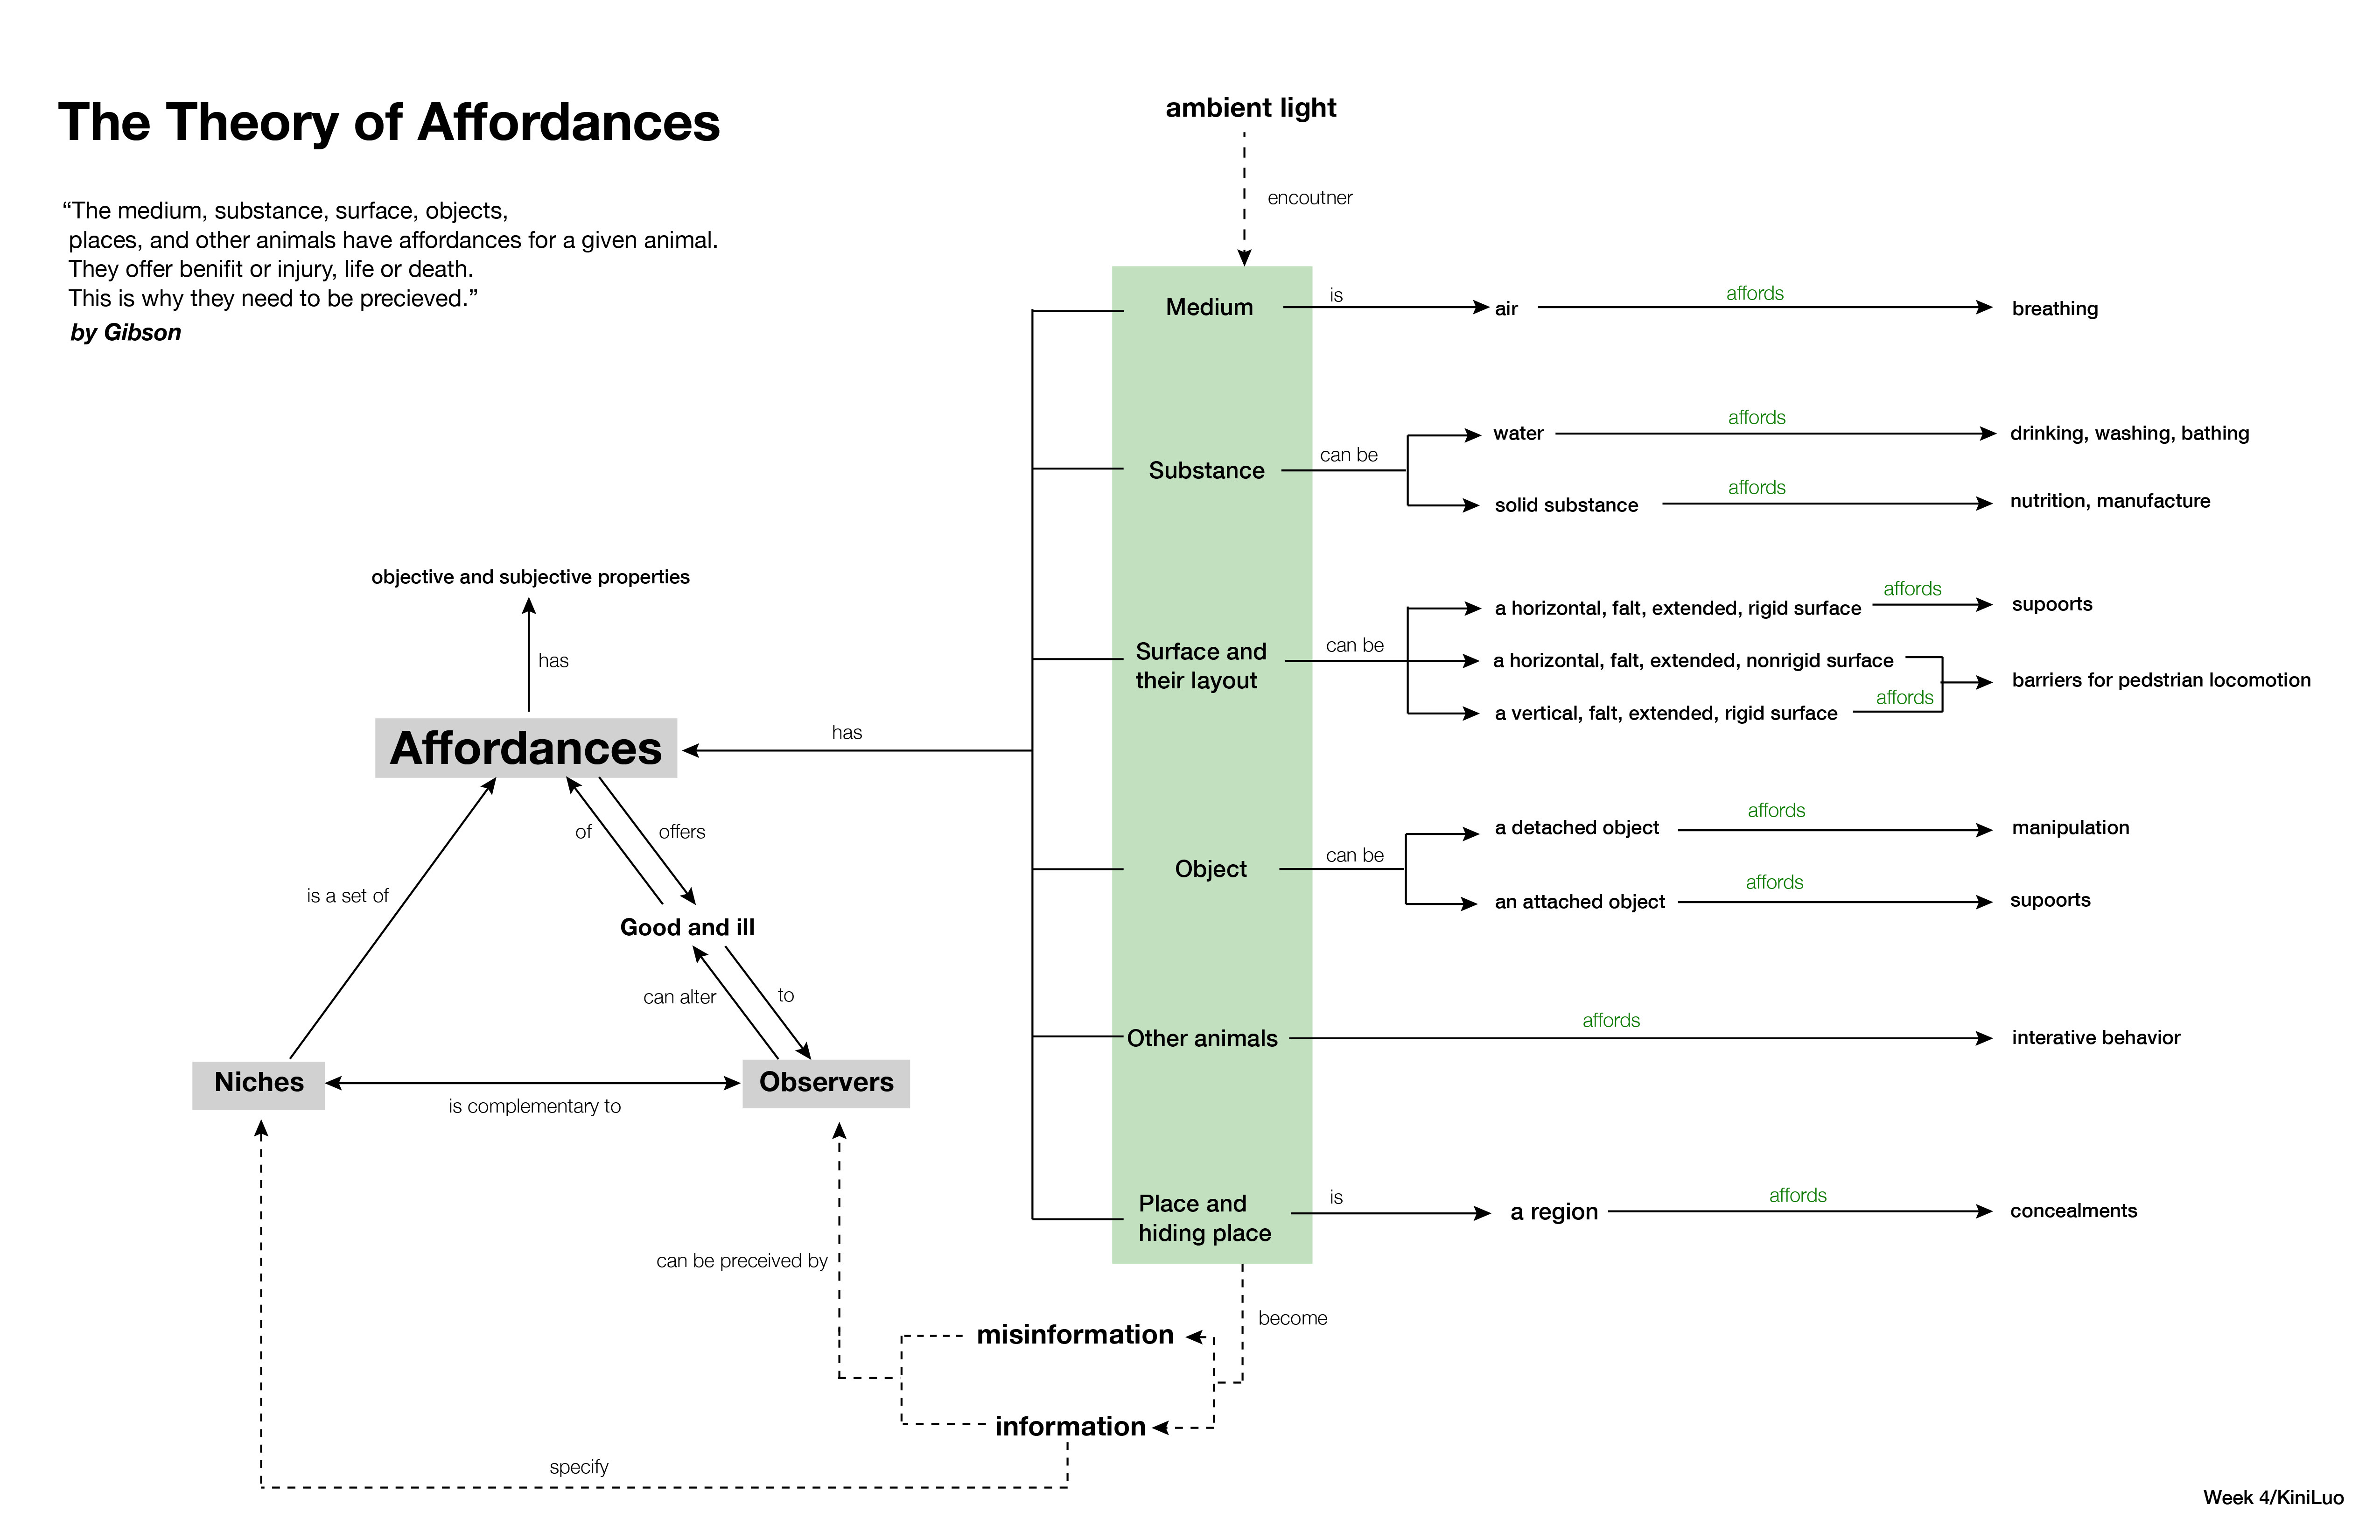 The Theory of Affordances
“The medium, substance, surface, objects,
places, and other animals have affordances for a given animal.
They offer benifit or injury, life or death.
This is why they need to be precieved.”
by Gibson
ambient light
encoutner
Medium
is
air
affords
breathing
Substance
can be
water
affords
drinking, washing, bathing
solid substance
affords
nutrition, manufacture
Surface and
their layout
can be
a horizontal, falt, extended, rigid surface
affords
supoorts
a horizontal, falt, extended, nonrigid surface
a vertical, falt, extended, rigid surface
affords
barriers for pedstrian locomotion
Object
can be
a detached object
affords
manipulation
an attached object
affords
supoorts
Other animals
affords
interative behavior
Place and
hiding place
is
a region
affords
concealments
objective and subjective properties
has
Affordances
has
of
offers
is a set of
Good and ill
can alter
to
Niches
is complementary to
Observers
can be preceived by
become
misinformation
information
specify
Week 4/KiniLuo